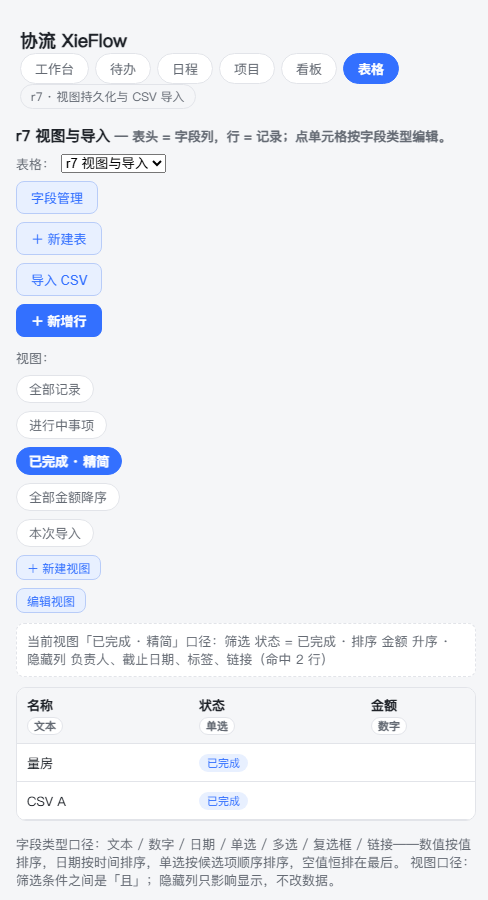 协流 XieFlow
工作台 待办 日程 项目 看板 表格
r7 · 视图持久化与 CSV 导入
r7 视图与导入 — 表头 = 字段列，行 = 记录；点单元格按字段类型编辑。
表格： r7 视图与导入
字段管理
＋ 新建表
导入 CSV
＋ 新增行
视图：
全部记录
进行中事项
已完成 · 精简
全部金额降序
本次导入
＋ 新建视图
编辑视图
当前视图「已完成 · 精简」口径：筛选 状态 = 已完成 · 排序 金额 升序 ·
隐藏列 负责人、截止日期、标签、链接（命中 2 行）
名称 状态 金额
文本 单选 数字
量房 已完成
CSV A 已完成
字段类型口径：文本 / 数字 / 日期 / 单选 / 多选 / 复选框 / 链接——数值按值
排序，日期按时间排序，单选按候选项顺序排序，空值恒排在最后。 视图口径：
筛选条件之间是「且」；隐藏列只影响显示，不改数据。